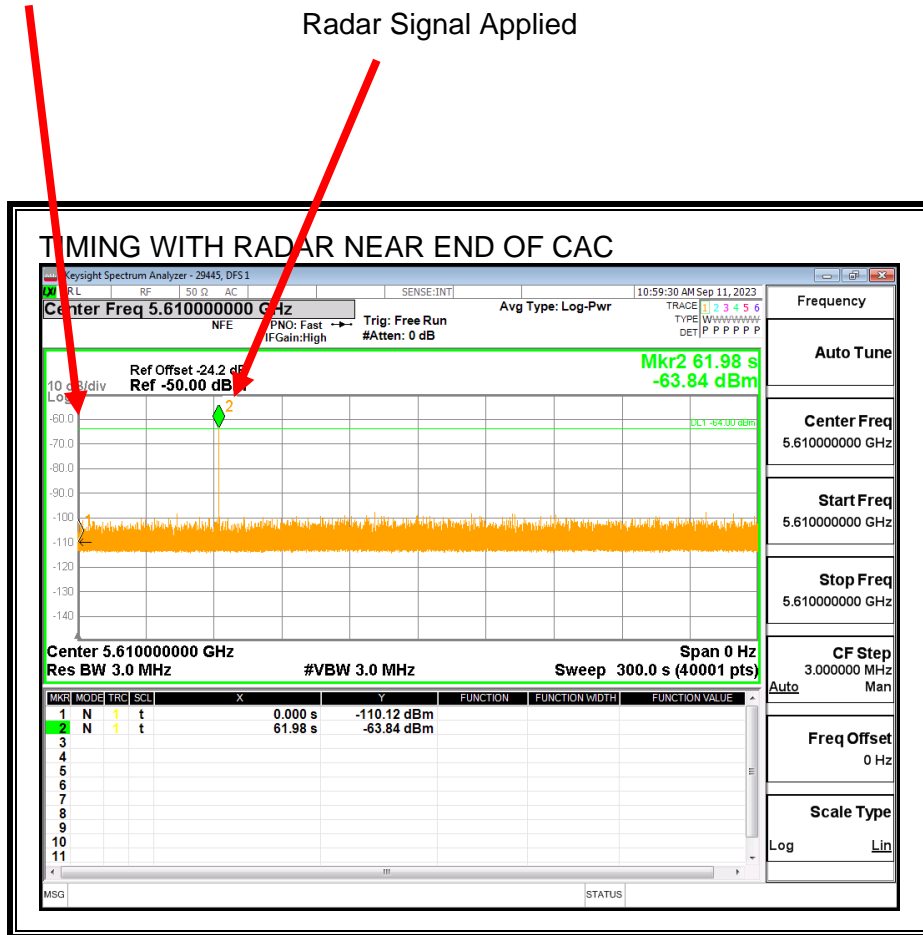 Radar Signal Applied
TIMING WITH RADAR NEAR END OF CAC
Keysight Spectrum Analyzer - 29445, DFS 1
LXI RL RF 50 Ω AC SENSE:INT 10:59:30 AM Sep 11, 2023
Center Freq 5.610000000 GHz
NFE PNO: Fast Trig: Free Run Avg Type: Log-Pwr TRACE 1 2 3 4 5 6
IFGain:High #Atten: 0 dB TYPE WWWWWWW
DET P P P P P P
Frequency
Mkr2 61.98 s
-63.84 dBm
Ref Offset -24.2 dB
10 dB/div Ref -50.00 dBm
Log
2
DL1 -64.00 dBm
-60.0
-70.0
-80.0
-90.0
-100
-110
-120
-130
-140
Center 5.610000000 GHz Span 0 Hz
Res BW 3.0 MHz #VBW 3.0 MHz Sweep 300.0 s (40001 pts)
MKR MODE TRC SCL X Y FUNCTION FUNCTION WIDTH FUNCTION VALUE
1 N 1 t 0.000 s -110.12 dBm
2 N 1 t 61.98 s -63.84 dBm
3
4
5
6
7
8
9
10
11
MSG STATUS
Auto Tune
Center Freq
5.610000000 GHz
Start Freq
5.610000000 GHz
Stop Freq
5.610000000 GHz
CF Step
3.000000 MHz
Auto Man
Freq Offset
0 Hz
Scale Type
Log Lin